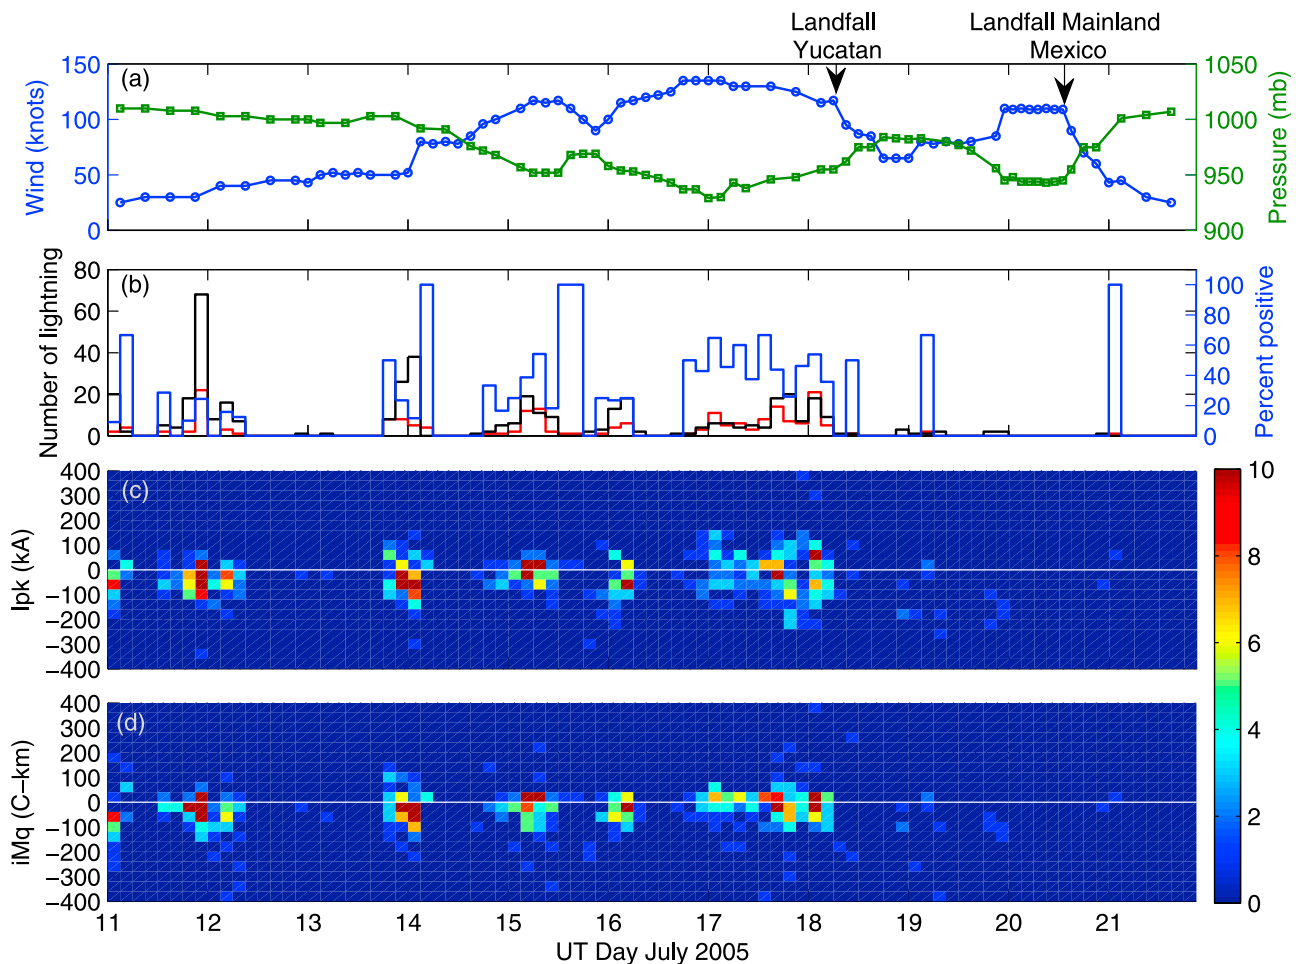 Landfall
Yucatan
Landfall Mainland
Mexico
(a)
Wind (knots)
150
100
50
0
1050
1000
950
900
Pressure (mb)
(b)
Number of lightning
80
60
40
20
0
100
80
60
40
20
0
Percent positive
(c)
Ipk (kA)
400
300
200
100
0
−100
−200
−300
−400
(d)
iMq (C−km)
400
300
200
100
0
−100
−200
−300
−400
10
8
6
4
2
0
11 12 13 14 15 16 17 18 19 20 21
UT Day July 2005